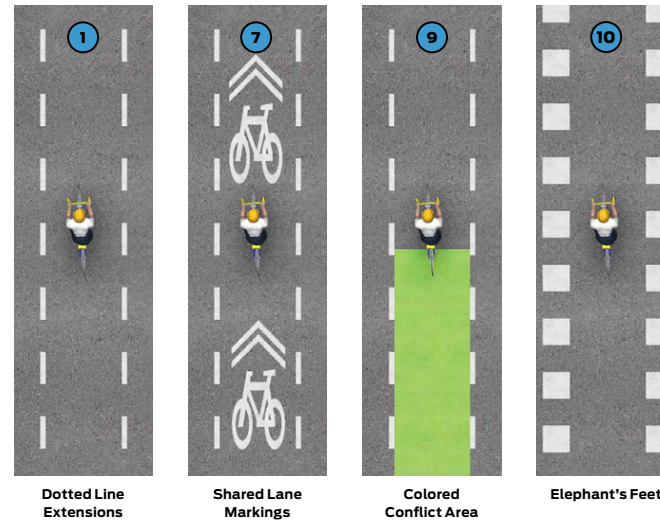 1
7
9
10
Dotted Line
Extensions
Shared Lane
Markings
Colored
Conflict Area
Elephant's Feet